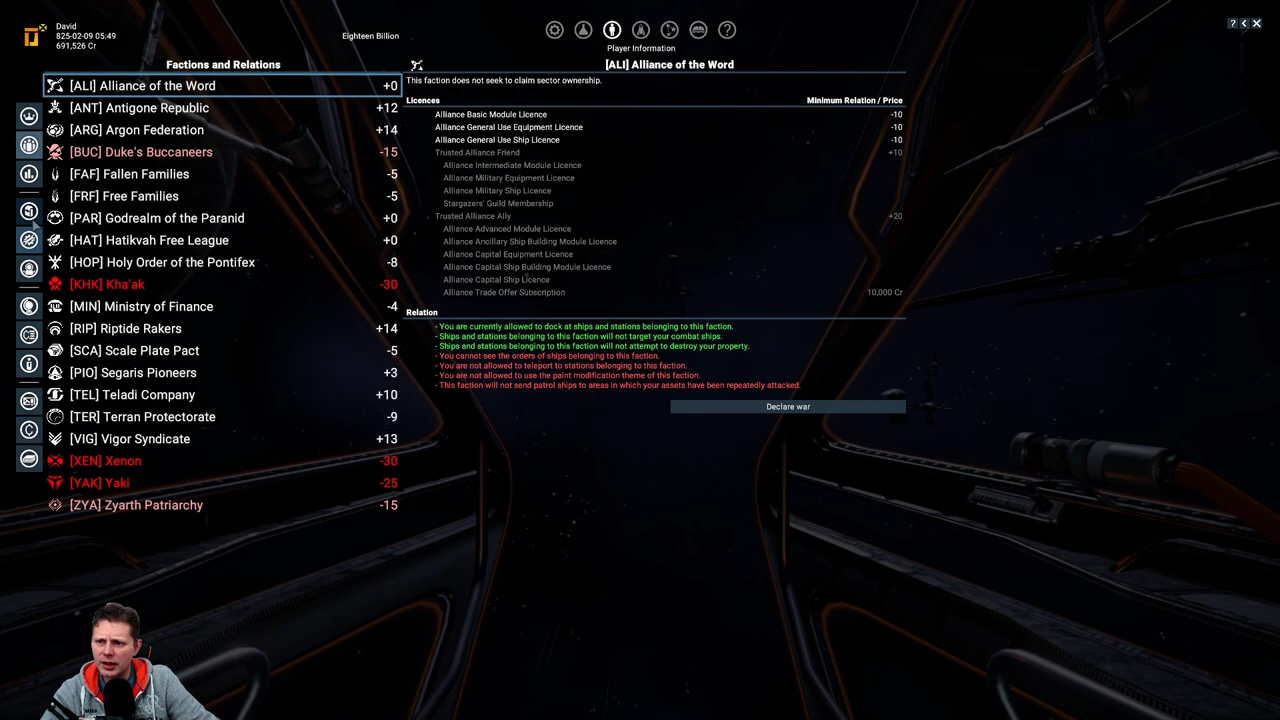 David
825-02-09 05:49
691,526 Cr
Eighteen Billion
Player Information
? < X
Factions and Relations
[ALI] Alliance of the Word +0
[ANT] Antigone Republic +12
[ARG] Argon Federation +14
[BUC] Duke's Buccaneers -15
[FAF] Fallen Families -5
[FRF] Free Families -5
[PAR] Godrealm of the Paranid +0
[HAT] Hatikvah Free League +0
[HOP] Holy Order of the Pontifex -8
[KHK] Kha'ak -30
[MIN] Ministry of Finance -4
[RIP] Riptide Rakers +14
[SCA] Scale Plate Pact -5
[PIO] Segaris Pioneers +3
[TEL] Teladi Company +10
[TER] Terran Protectorate -9
[VIG] Vigor Syndicate +13
[XEN] Xenon -30
[YAK] Yaki -25
[ZYA] Zyarth Patriarchy -15
[ALI] Alliance of the Word
This faction does not seek to claim sector ownership.
Licences Minimum Relation / Price
Alliance Basic Module Licence -10
Alliance General Use Equipment Licence -10
Alliance General Use Ship Licence -10
Trusted Alliance Friend +10
Alliance Intermediate Module Licence
Alliance Military Equipment Licence
Alliance Military Ship Licence
Stargazers' Guild Membership
Trusted Alliance Ally +20
Alliance Advanced Module Licence
Alliance Ancillary Ship Building Module Licence
Alliance Capital Equipment Licence
Alliance Capital Ship Building Module Licence
Alliance Capital Ship Licence
Alliance Trade Offer Subscription 10,000 Cr
Relation
- You are currently allowed to dock at ships and stations belonging to this faction.
- Ships and stations belonging to this faction will not target your combat ships.
- Ships and stations belonging to this faction will not attempt to destroy your property.
- You cannot see the orders of ships belonging to this faction.
- You are not allowed to teleport to stations belonging to this faction.
- You are not allowed to use the paint modification theme of this faction.
- This faction will not send patrol ships to areas in which your assets have been repeatedly attacked.
Declare war